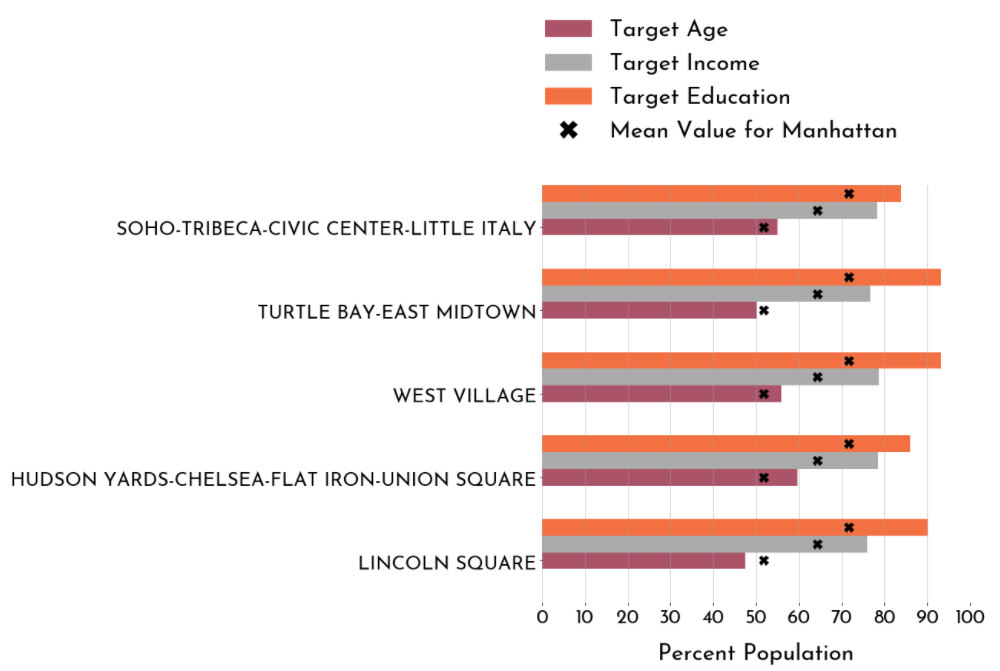 Target Age
Target Income
Target Education
Mean Value for Manhattan
SOHO-TRIBECA-CIVIC CENTER-LITTLE ITALY
TURTLE BAY-EAST MIDTOWN
WEST VILLAGE
HUDSON YARDS-CHELSEA-FLAT IRON-UNION SQUARE
LINCOLN SQUARE
0 10 20 30 40 50 60 70 80 90 100
Percent Population